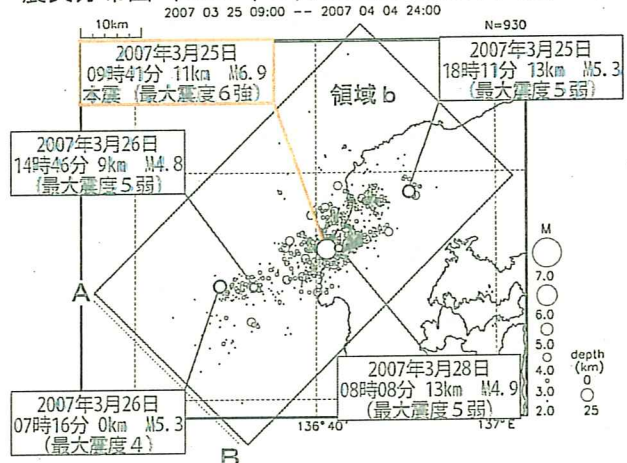 2007 03 25 09:00 -- 2007 04 04 24:00
10km
N=930
2007年3月25日
09時41分 11km M6.9
本震 (最大震度6強)
2007年3月25日
18時11分 13km M5.3
(最大震度5弱)
領域b
2007年3月26日
14時46分 9km M4.8
(最大震度5弱)
A
B
2007年3月26日
07時16分 0km M5.3
(最大震度4)
2007年3月28日
08時08分 13km M4.9
(最大震度5弱)
136°40'
137°E
M
7.0
6.0
5.0
4.0
3.0
2.0
depth
(km)
0
25